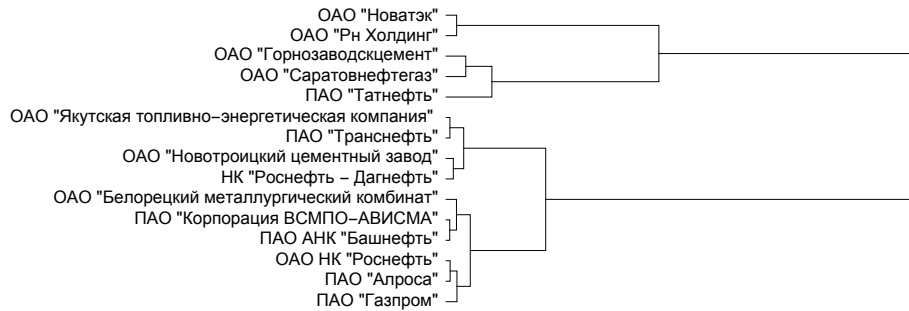 ОАО "Новатэк"
ОАО "Рн Холдинг"
ОАО "Горнозаводскцемент"
ОАО "Саратовнефтегаз"
ПАО "Татнефть"
ОАО "Якутская топливно−энергетическая компания"
ПАО "Транснефть"
ОАО "Новотроицкий цементный завод"
НК "Роснефть − Дагнефть"
ОАО "Белорецкий металлургический комбинат"
ПАО "Корпорация ВСМПО−АВИСМА"
ПАО АНК "Башнефть"
ОАО НК "Роснефть"
ПАО "Алроса"
ПАО "Газпром"